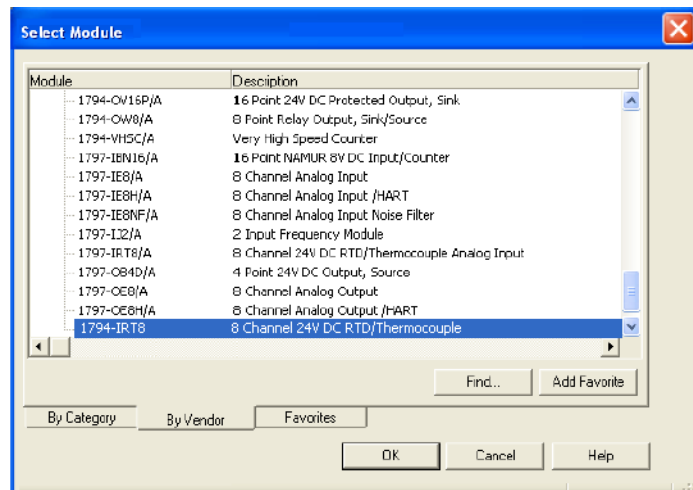 Select Module
Module Description
1794-OV16P/A 16 Point 24V DC Protected Output, Sink
1794-OW8/A 8 Point Relay Output, Sink/Source
1794-VHSC/A Very High Speed Counter
1797-IBN16/A 16 Point NAMUR 8V DC Input/Counter
1797-IE8/A 8 Channel Analog Input
1797-IE8H/A 8 Channel Analog Input /HART
1797-IE8NF/A 8 Channel Analog Input Noise Filter
1797-IJ2/A 2 Input Frequency Module
1797-IRT8/A 8 Channel 24V DC RTD/Thermocouple Analog Input
1797-OB4D/A 4 Point 24V DC Output, Source
1797-OE8/A 8 Channel Analog Output
1797-OE8H/A 8 Channel Analog Output /HART
1794-IRT8 8 Channel 24V DC RTD/Thermocouple
Find... Add Favorite
By Category By Vendor Favorites
OK Cancel Help